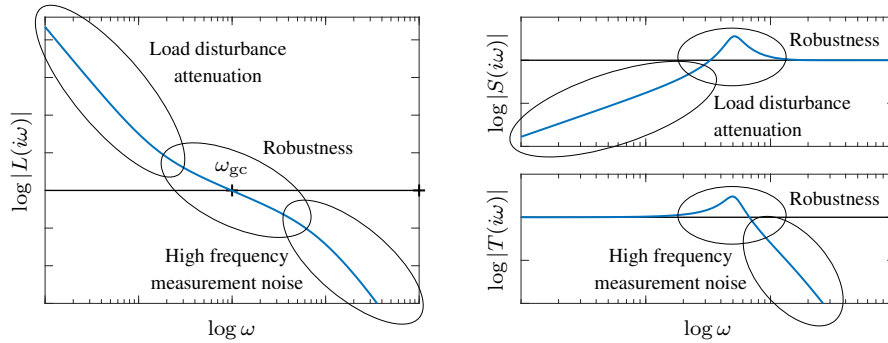 log |L(iω)|
Load disturbance
attenuation
Robustness
ω_gc
High frequency
measurement noise
log ω
log |S(iω)|
Robustness
Load disturbance
attenuation
log |T(iω)|
Robustness
High frequency
measurement noise
log ω